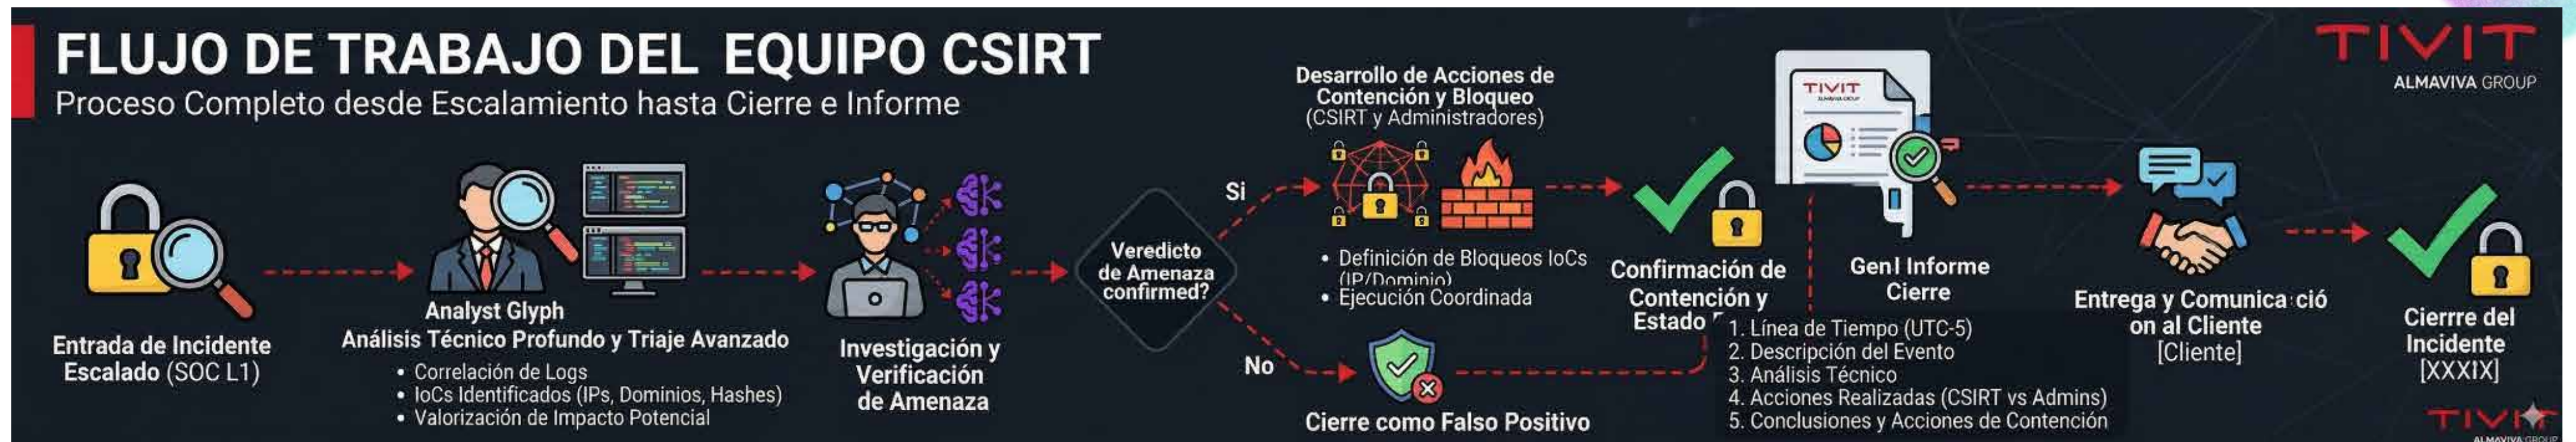 FLUJO DE TRABAJO DEL EQUIPO CSIRT
Proceso Completo desde Escalamiento hasta Cierre e Informe
TIVIT
ALMAVIVA GROUP
Entrada de Incidente
Escalado (SOC L1)
Analyst Glyph
Análisis Técnico Profundo y Triaje Avanzado
• Correlación de Logs
• IoCs Identificados (IPs, Dominios, Hashes)
• Valorización de Impacto Potencial
Investigación y
Verificación
de Amenaza
Veredicto
de Amenaza
confirmed?
Si
No
Desarrollo de Acciones de
Contención y Bloqueo
(CSIRT y Administradores)
• Definición de Bloqueos IoCs
(IP/Dominio)
• Ejecución Coordinada
Cierre como Falso Positivo
Confirmación de
Contención y
Estado
TIVIT
GenI Informe
Cierre
1. Línea de Tiempo (UTC-5)
2. Descripción del Evento
3. Análisis Técnico
4. Acciones Realizadas (CSIRT vs Admins)
5. Conclusiones y Acciones de Contención
Entrega y Comunica ció
on al Cliente
[Cliente]
Cierrre del
Incidente
[XXXIX]
TIVIT
ALMAVIVA GROUP